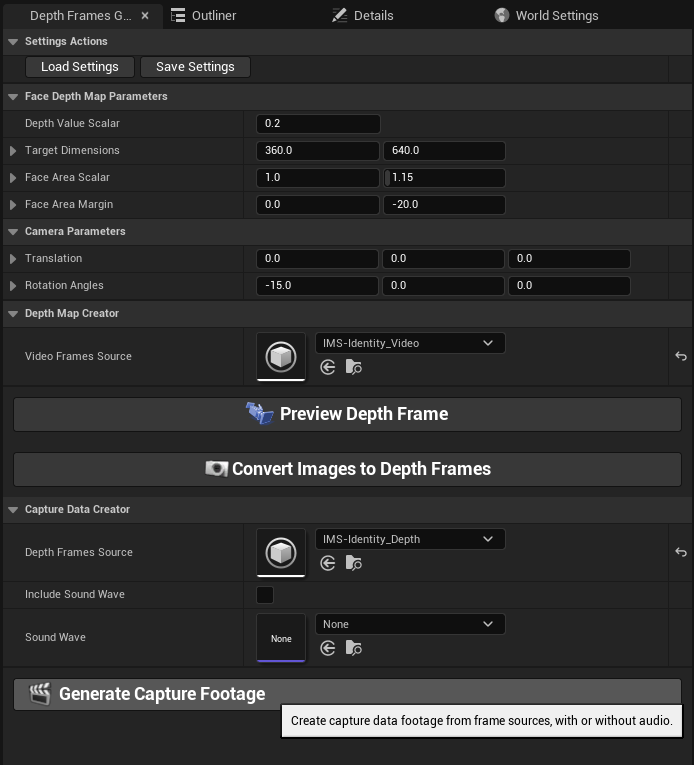 Depth Frames G... × Outliner Details World Settings
Settings Actions
Load Settings Save Settings
Face Depth Map Parameters
Depth Value Scalar 0.2
Target Dimensions 360.0 640.0
Face Area Scalar 1.0 1.15
Face Area Margin 0.0 -20.0
Camera Parameters
Translation 0.0 0.0 0.0
Rotation Angles -15.0 0.0 0.0
Depth Map Creator
IMS-Identity_Video
Video Frames Source
Preview Depth Frame
Convert Images to Depth Frames
Capture Data Creator
IMS-Identity_Depth
Depth Frames Source
Include Sound Wave
None
Sound Wave None
Generate Capture Footage
Create capture data footage from frame sources, with or without audio.